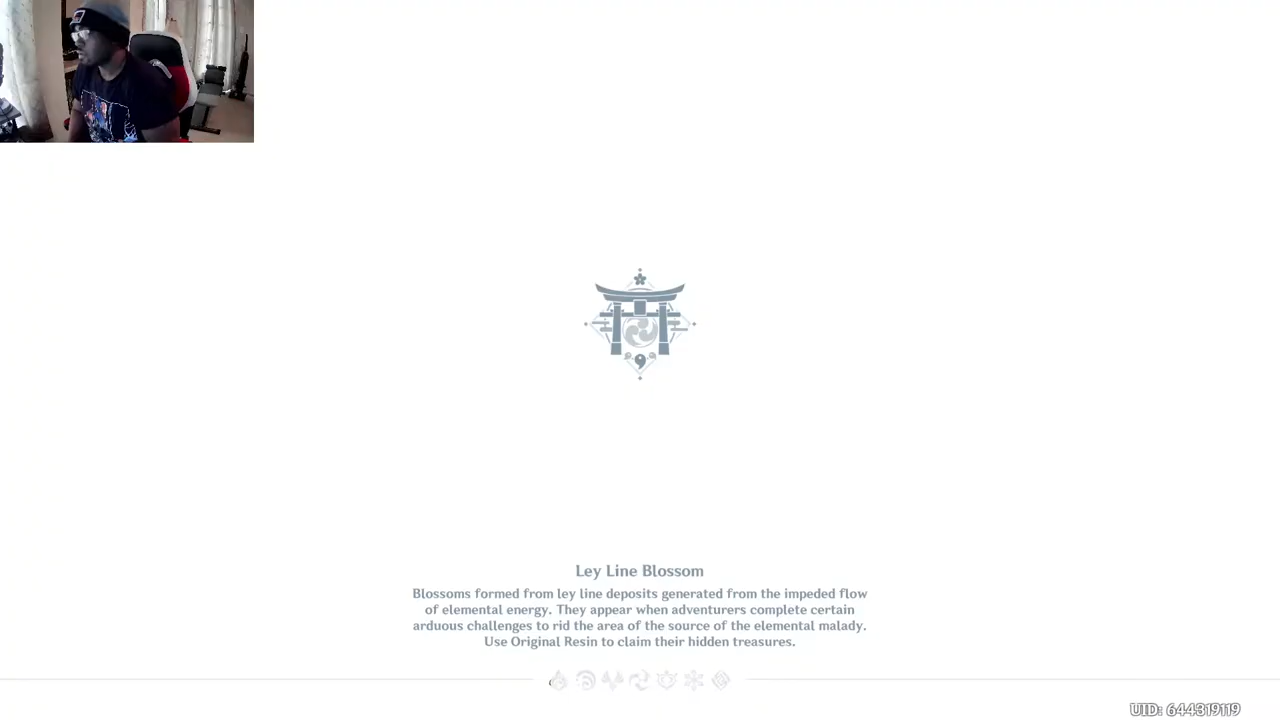 Ley Line Blossom
Blossoms formed from ley line deposits generated from the impeded flow
of elemental energy. They appear when adventurers complete certain
arduous challenges to rid the area of the source of the elemental malady.
Use Original Resin to claim their hidden treasures.
UID: 644319119